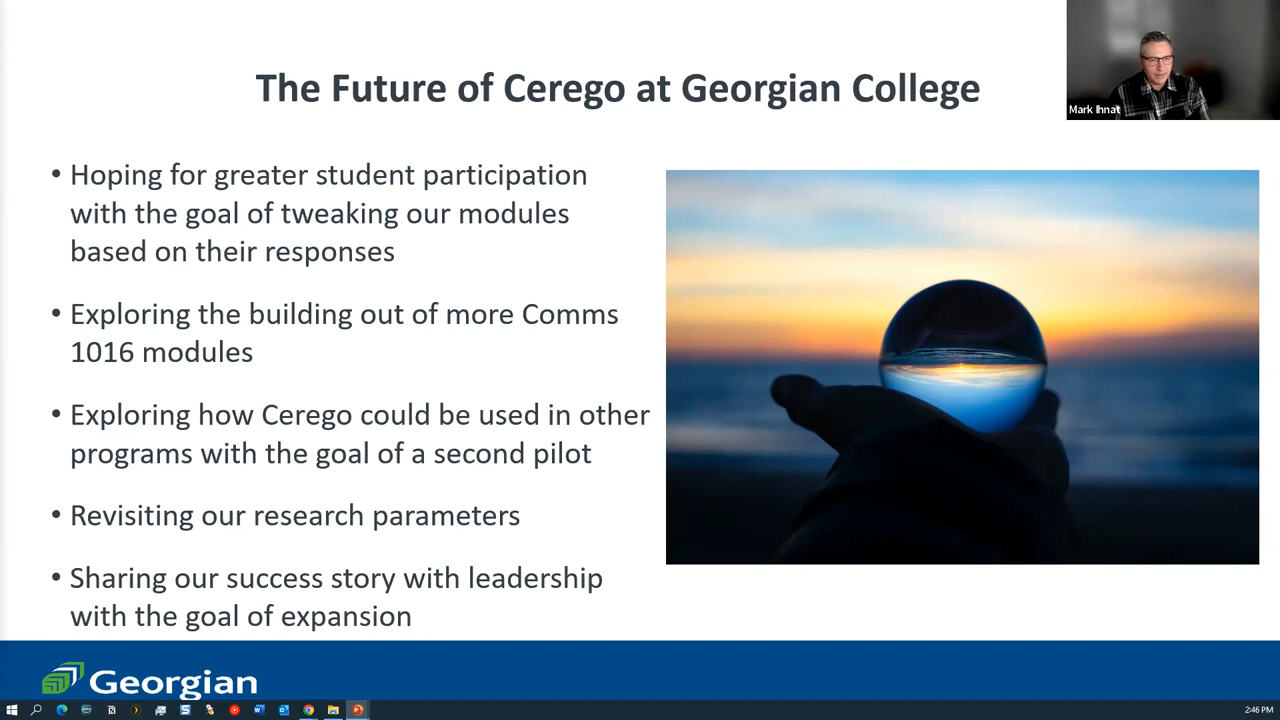 The Future of Cerego at Georgian College
Mark Ihnat
• Hoping for greater student participation
with the goal of tweaking our modules
based on their responses
• Exploring the building out of more Comms
1016 modules
• Exploring how Cerego could be used in other
programs with the goal of a second pilot
• Revisiting our research parameters
• Sharing our success story with leadership
with the goal of expansion
Georgian
2:46 PM